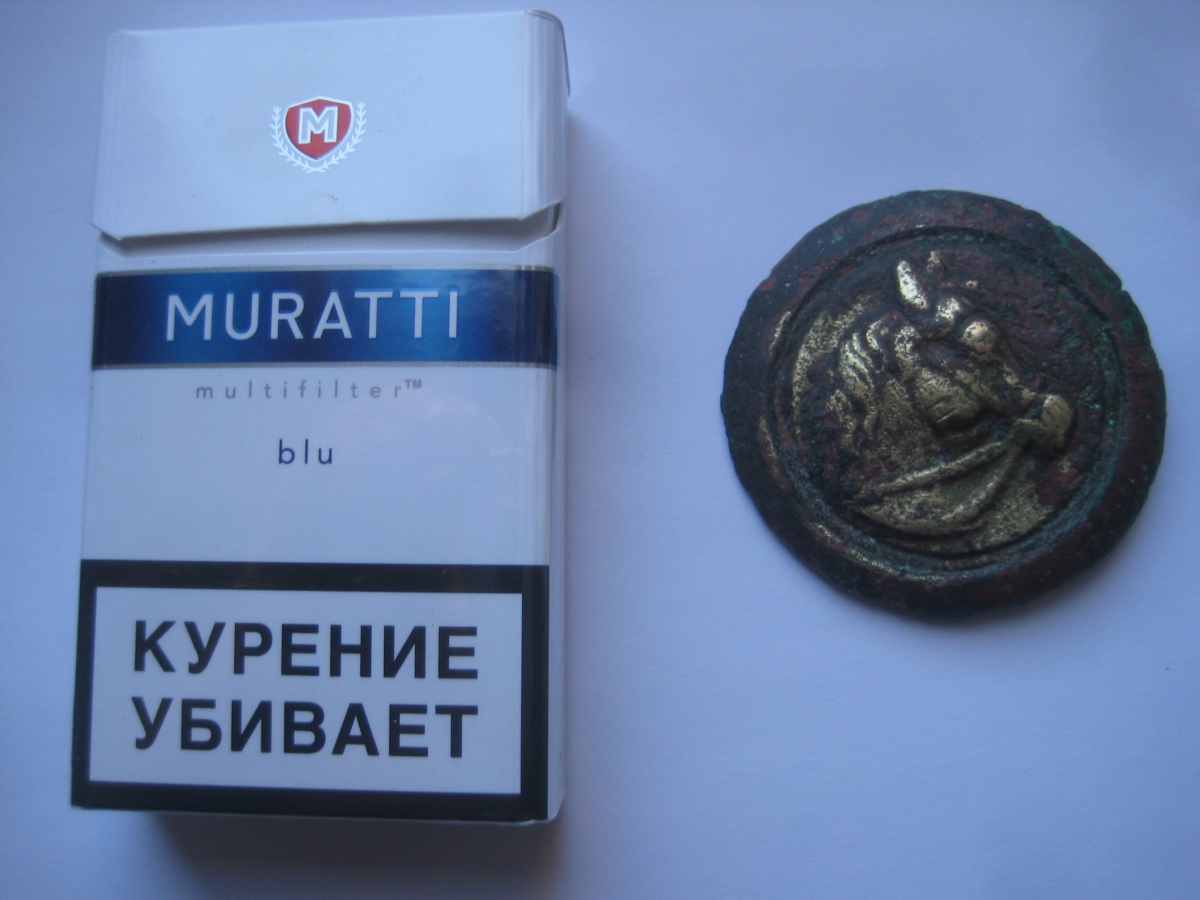 M
MURATTI
multifilter™
blu
КУРЕНИЕ
УБИВАЕТ